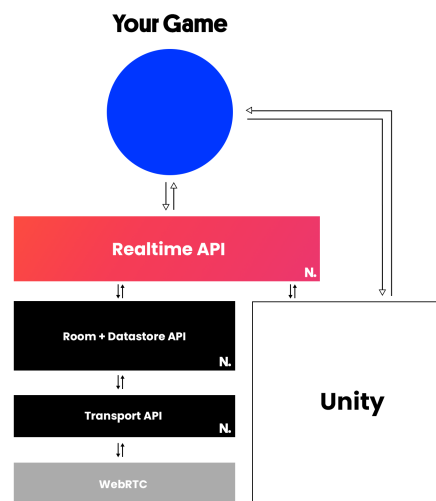 Your Game
Realtime API
N.
Room + Datastore API
N.
Transport API
N.
Unity
WebRTC